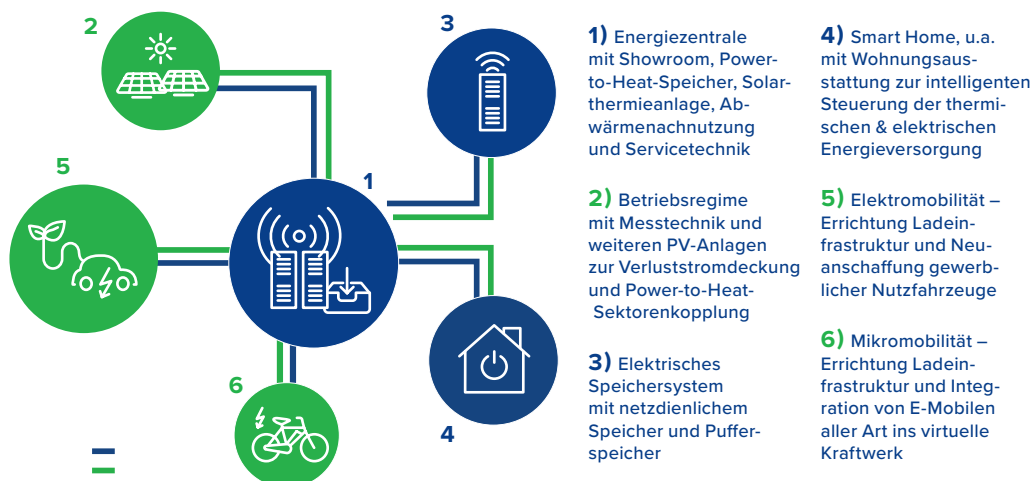 2
3
5
1
6
4
1) Energiezentrale
mit Showroom, Power-
to-Heat-Speicher, Solar-
thermieanlage, Ab-
wärmenachnutzung
und Servicetechnik
2) Betriebsregime
mit Messtechnik und
weiteren PV-Anlagen
zur Verluststromdeckung
und Power-to-Heat-
Sektorenkopplung
3) Elektrisches
Speichersystem
mit netzdienlichem
Speicher und Puffer-
speicher
4) Smart Home, u.a.
mit Wohnungsaus-
stattung zur intelligenten
Steuerung der thermi-
schen & elektrischen
Energieversorgung
5) Elektromobilität –
Errichtung Ladein-
frastruktur und Neu-
anschaffung gewerb-
licher Nutzfahrzeuge
6) Mikromobilität –
Errichtung Ladein-
frastruktur und Integ-
ration von E-Mobilen
aller Art ins virtuelle
Kraftwerk